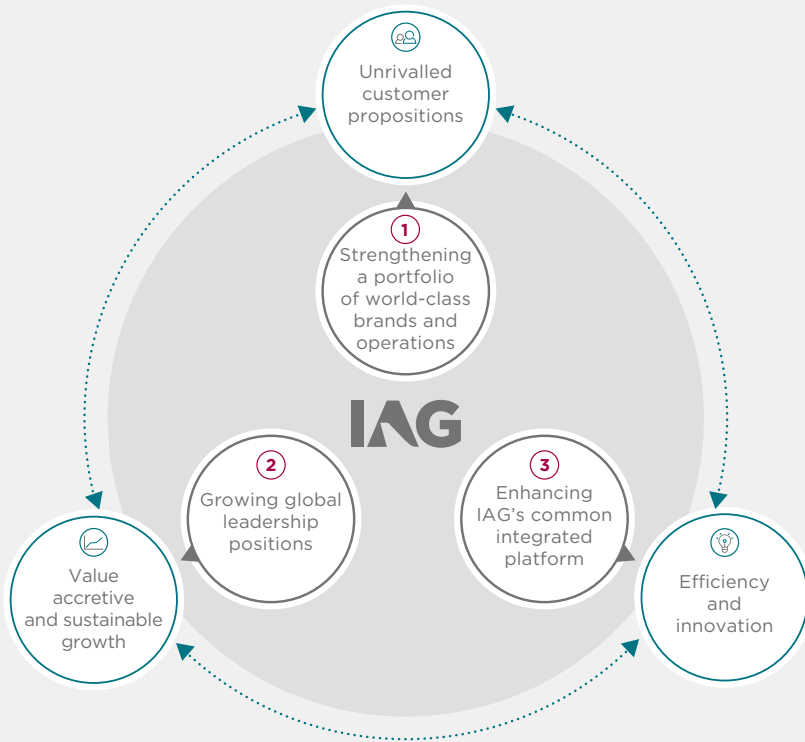 Unrivalled
customer
propositions
1
Strengthening
a portfolio
of world-class
brands and
operations
IAG
2
Growing global
leadership
positions
3
Enhancing
IAG’s common
integrated
platform
Value
accretive
and sustainable
growth
Efficiency
and
innovation